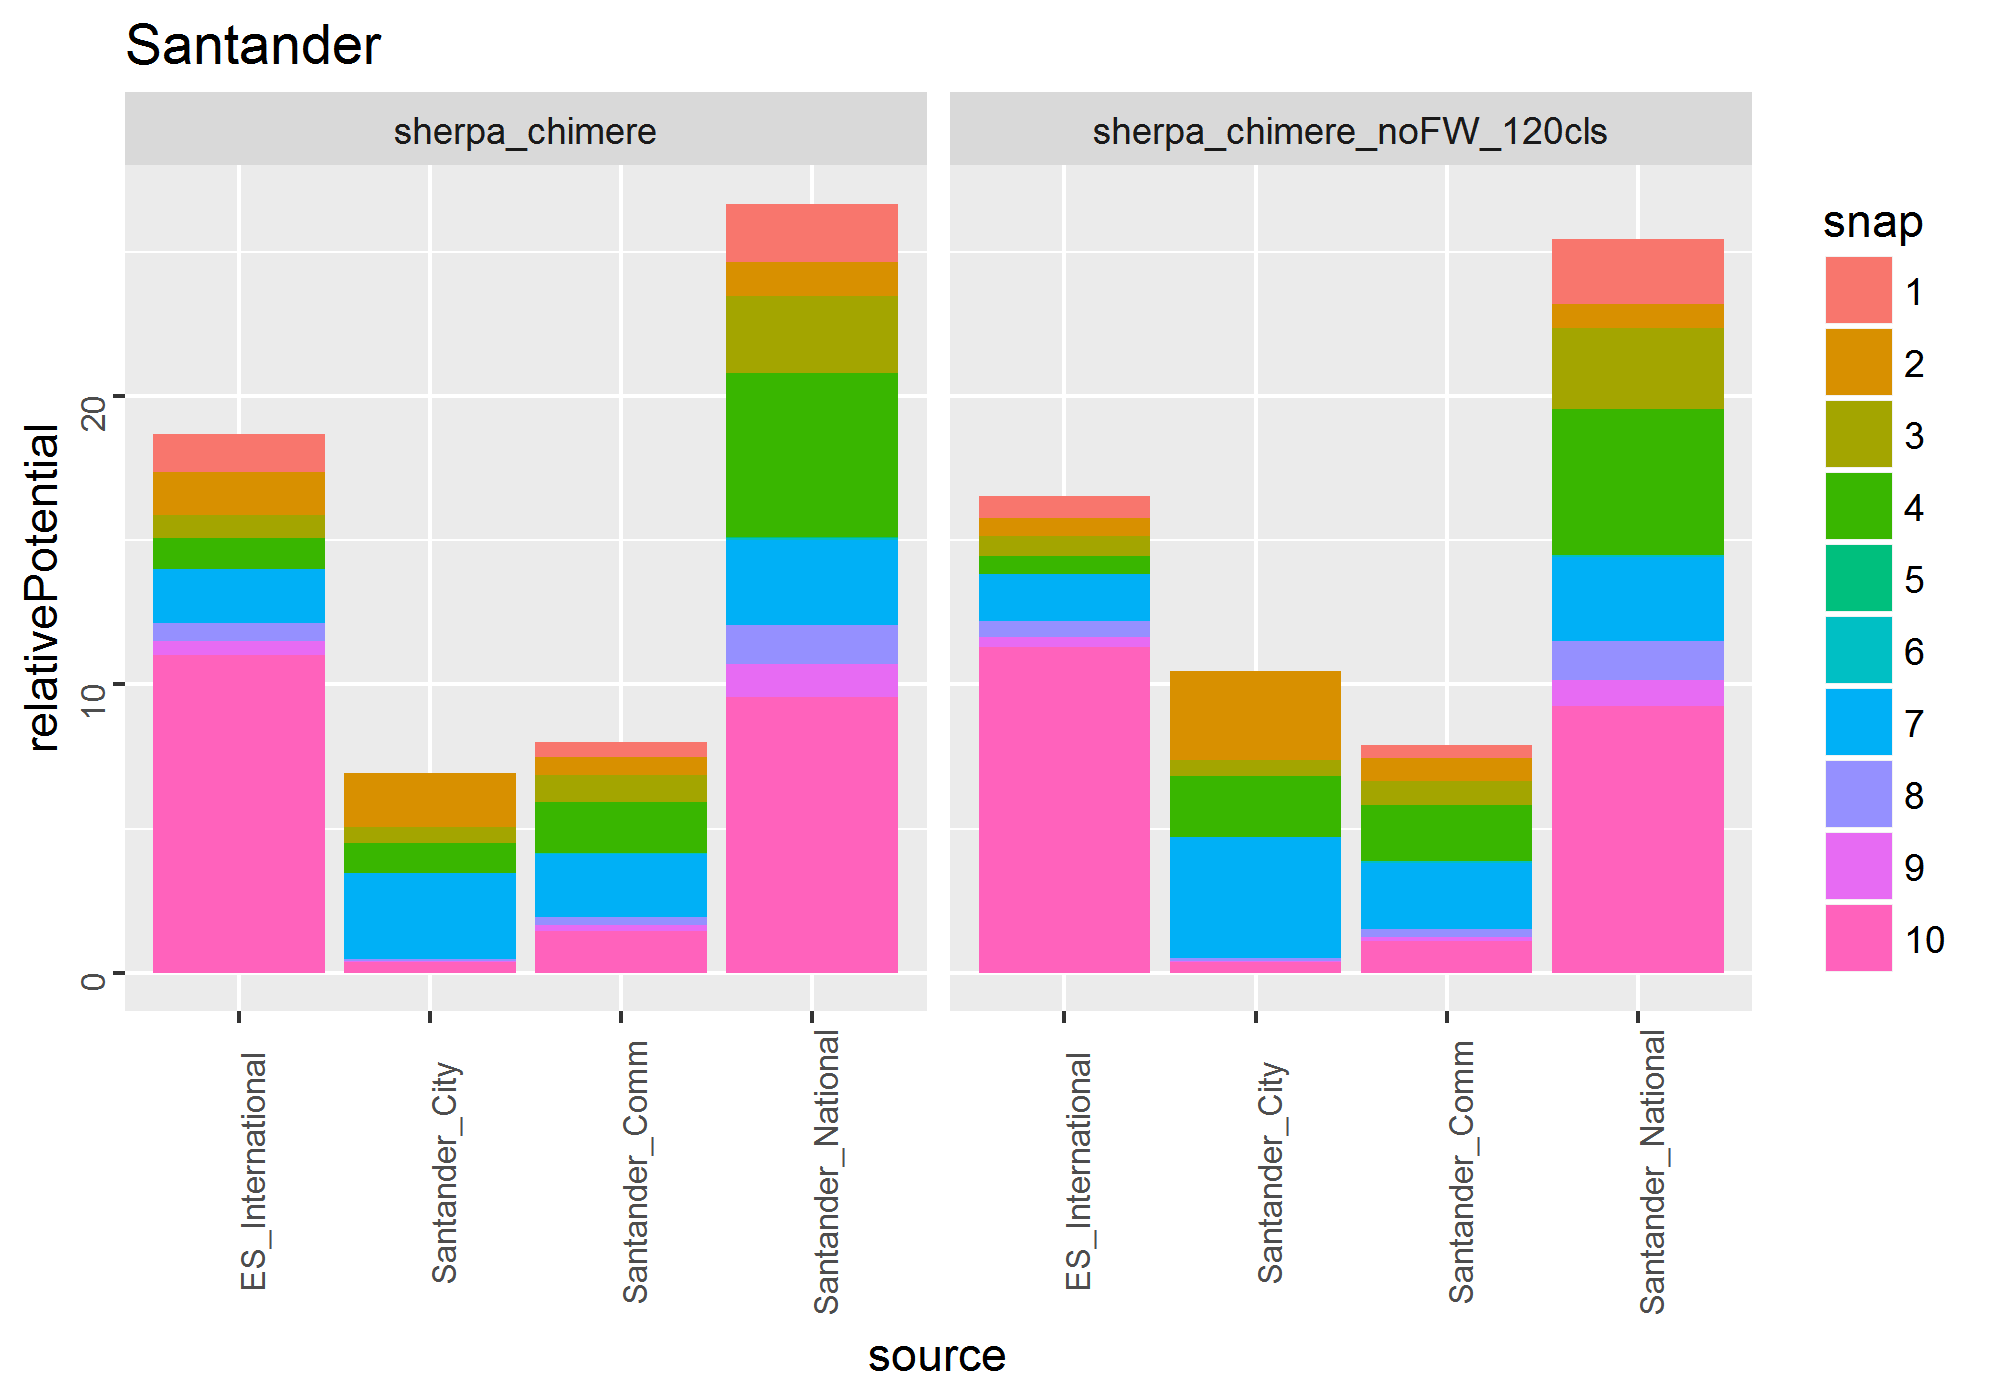 Santander
sherpa_chimere
sherpa_chimere_noFW_120cls
relativePotential
20
10
0
ES_International
Santander_City
Santander_Comm
Santander_National
ES_International
Santander_City
Santander_Comm
Santander_National
source
snap
1
2
3
4
5
6
7
8
9
10